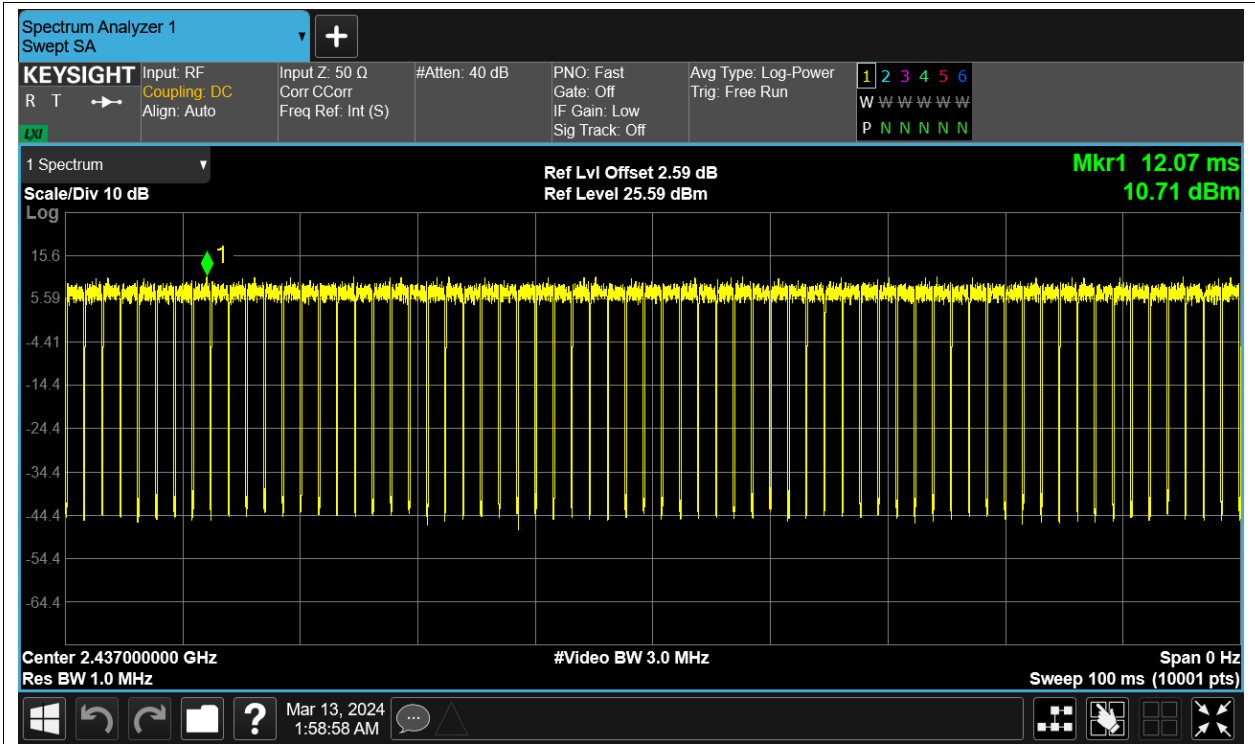 Spectrum Analyzer 1
Swept SA
+
KEYSIGHT
R T
LXI
Input: RF
Coupling: DC
Align: Auto
Input Z: 50 Ω
Corr CCorr
Freq Ref: Int (S)
#Atten: 40 dB
PNO: Fast
Gate: Off
IF Gain: Low
Sig Track: Off
Avg Type: Log-Power
Trig: Free Run
1 2 3 4 5 6
W W W W W W
P N N N N N
1 Spectrum
Scale/Div 10 dB
Log
Ref Lvl Offset 2.59 dB
Ref Level 25.59 dBm
Mkr1 12.07 ms
10.71 dBm
1
15.6
5.59
-4.41
-14.4
-24.4
-34.4
-44.4
-54.4
-64.4
Center 2.437000000 GHz
Res BW 1.0 MHz
#Video BW 3.0 MHz
Span 0 Hz
Sweep 100 ms (10001 pts)
?
Mar 13, 2024
1:58:58 AM